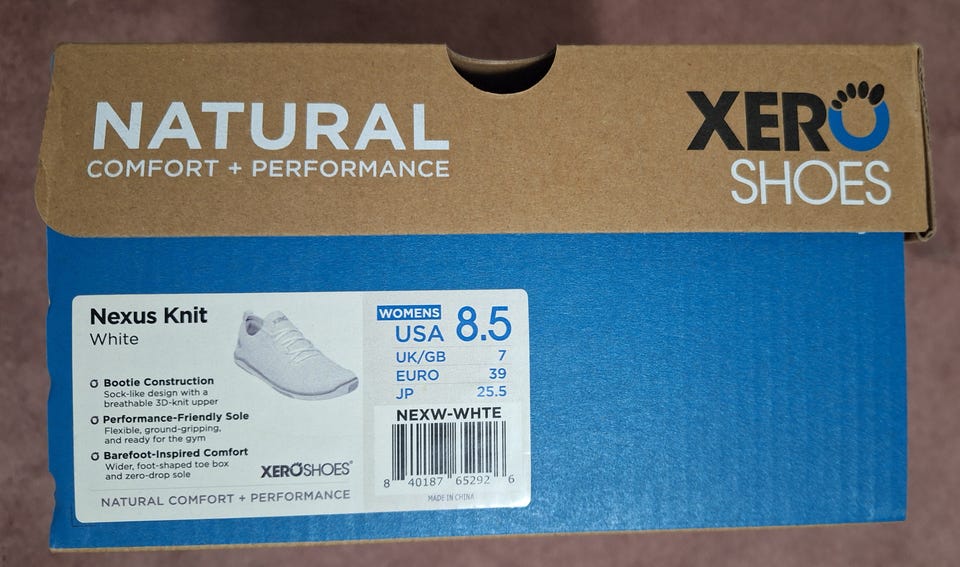 NATURAL
COMFORT + PERFORMANCE
XERO
SHOES
Nexus Knit
White
Bootie Construction
Sock-like design with a
breathable 3D-knit upper
Performance-Friendly Sole
Flexible, ground-gripping,
and ready for the gym
Barefoot-Inspired Comfort
Wider, foot-shaped toe box
and zero-drop sole
XEROSHOES®
NATURAL COMFORT + PERFORMANCE
WOMENS
USA 8.5
UK/GB 7
EURO 39
JP 25.5
NEXW-WHTE
8 40187 65292 6
MADE IN CHINA